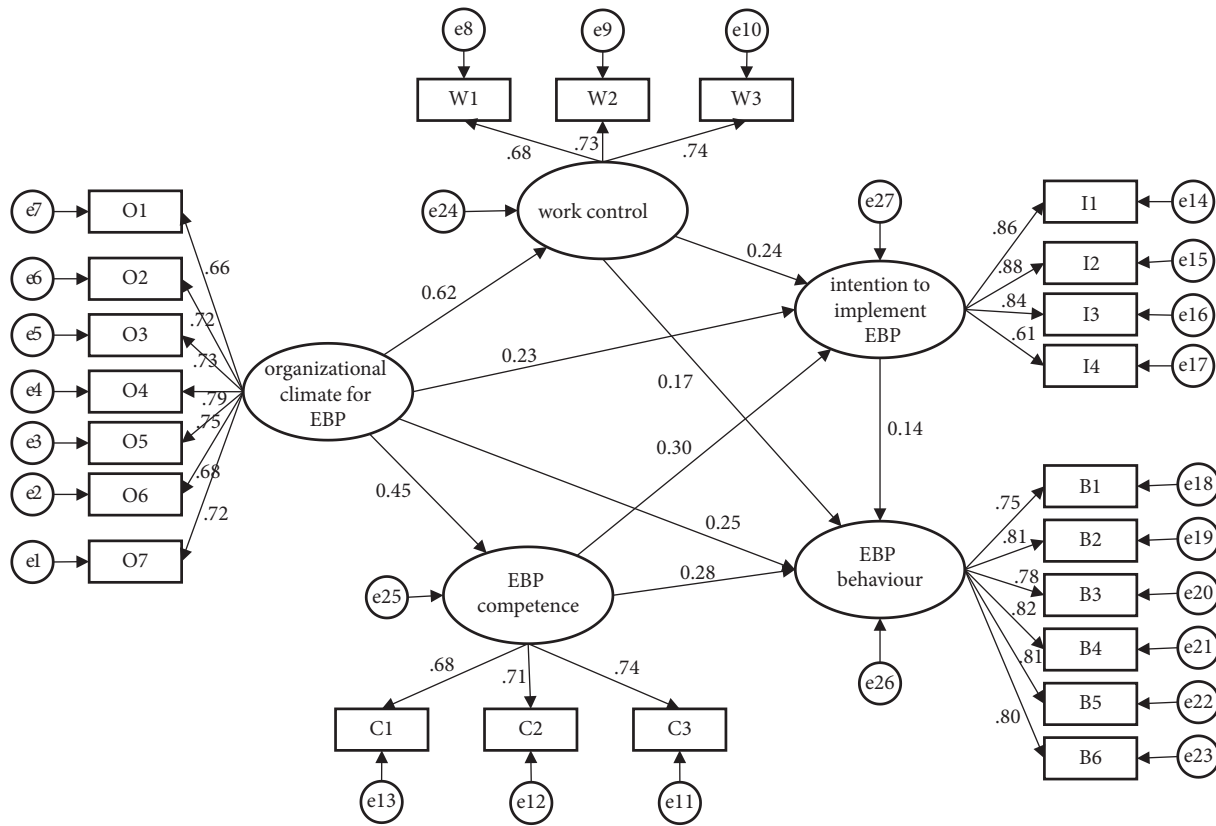 e8
e9
e10
W1
W2
W3
.68
.73
.74
e7
O1
e24
work control
e27
I1
e14
.86
.66
e6
O2
0.24
.88
I2
e15
0.62
intention to
implement
EBP
.84
I3
e16
e5
O3
.72
.73
0.23
.61
I4
e17
organizational
climate for
EBP
e4
O4
.79
0.17
e3
O5
.75
0.14
0.30
e2
O6
.68
0.45
.72
0.25
B1
e18
.75
e1
O7
.81
B2
e19
EBP
competence
0.28
EBP
behaviour
.78
B3
e20
e25
.82
B4
e21
.68
.71
.74
e26
.81
B5
e22
.80
C1
C2
C3
B6
e23
e13
e12
e11